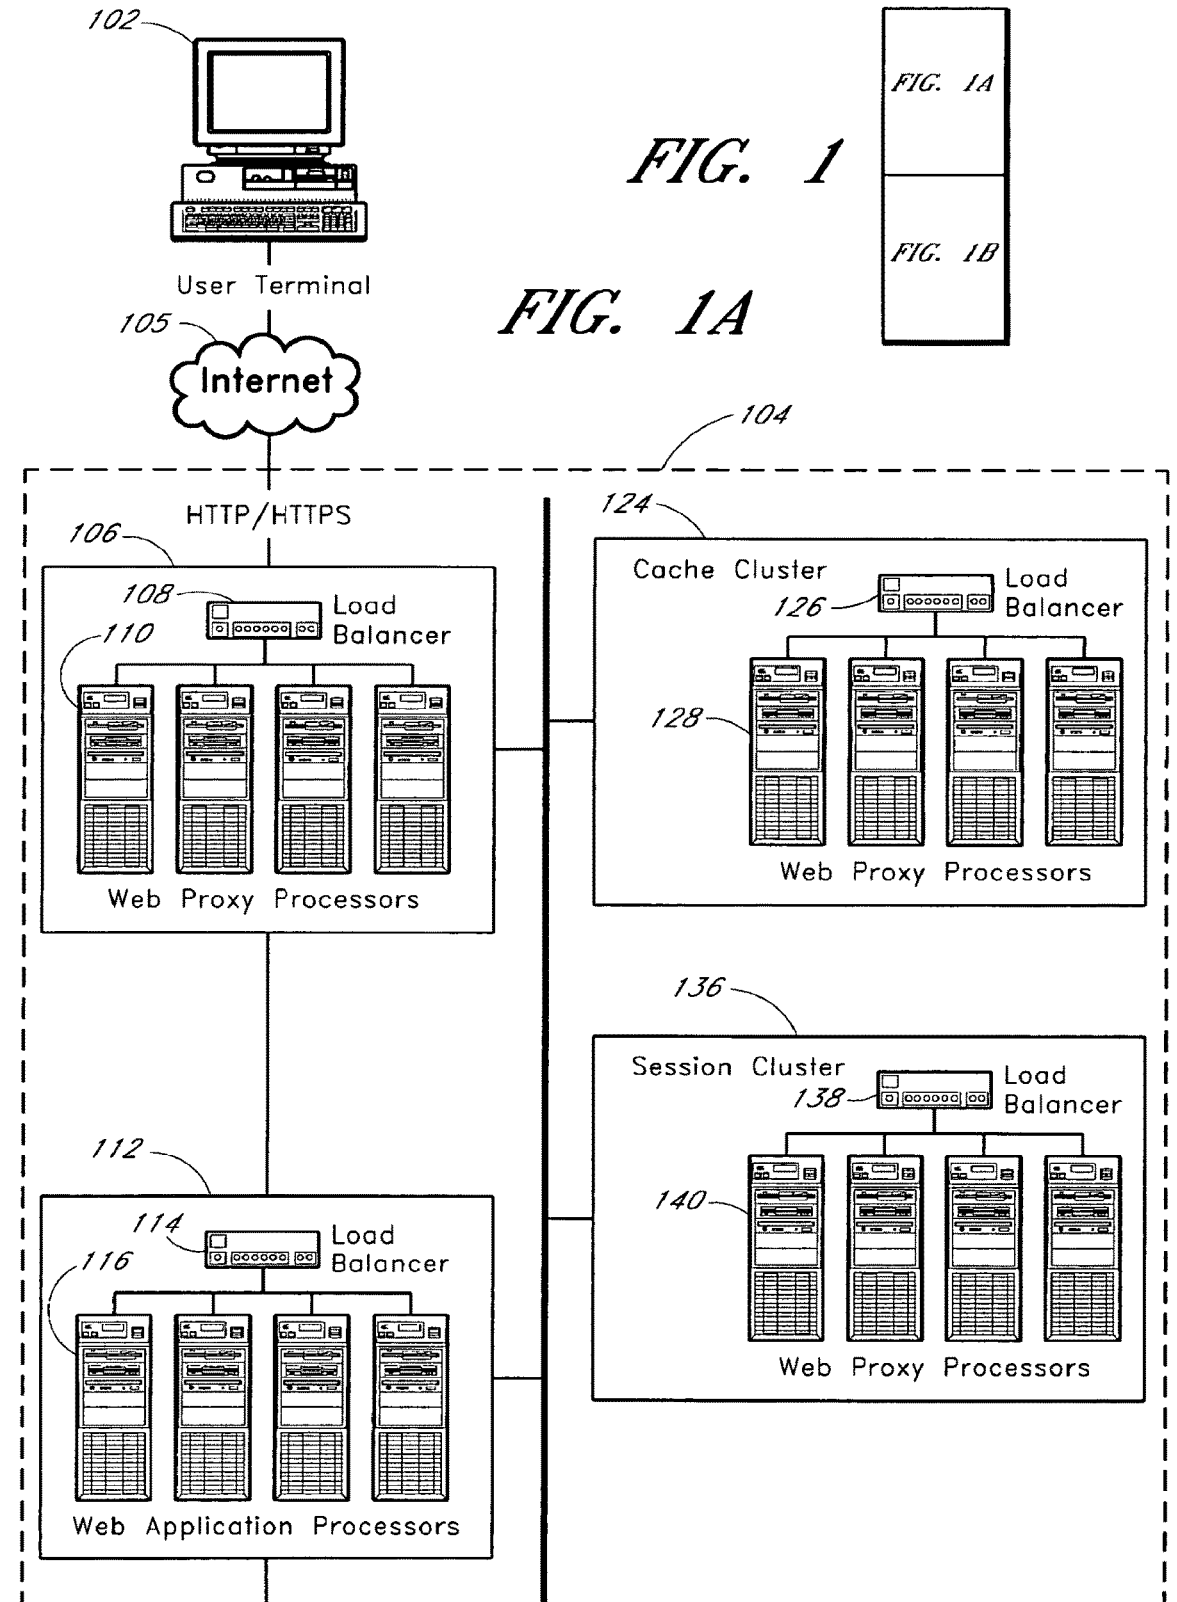 102
FIG. 1A
FIG. 1
FIG. 1B
User Terminal
FIG. 1A
105
Internet
104
HTTP/HTTPS
106
108
Load
Balancer
110
Web Proxy Processors
124
Cache Cluster
126
Load
Balancer
128
Web Proxy Processors
136
Session Cluster
138
Load
Balancer
140
Web Proxy Processors
112
114
Load
Balancer
116
Web Application Processors